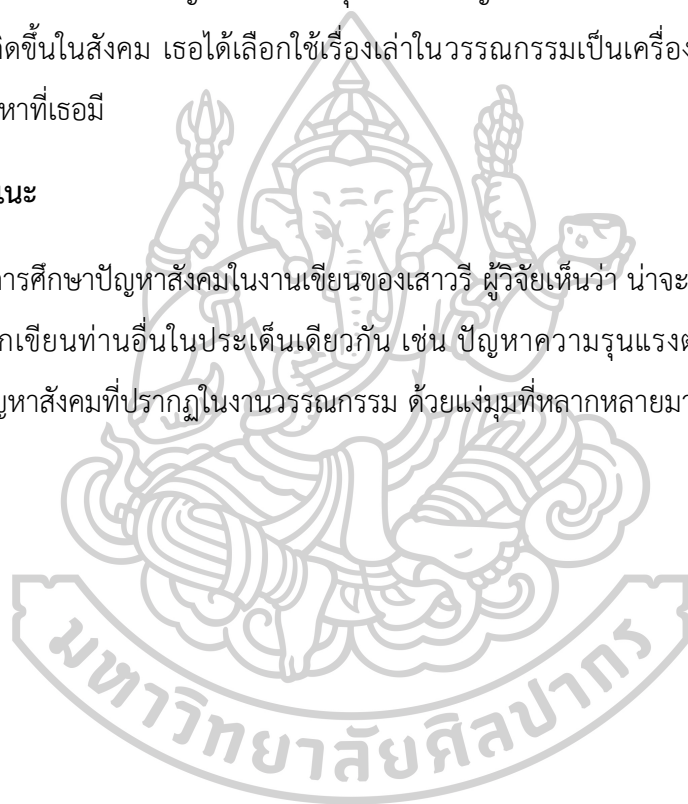 กิดขึ้นในสังคม เธอได้เลือกใช้เรื่องเล่าในวรรณกรรมเป็นเครื่อง
หาที่เธอมี
แนะ
การศึกษาปัญหาสังคมในงานเขียนของเสาวรี ผู้วิจัยเห็นว่า น่าจะ
กเขียนท่านอื่นในประเด็นเดียวกัน เช่น ปัญหาความรุนแรงต
ญหาสังคมที่ปรากฏในงานวรรณกรรม ด้วยแง่มุมที่หลากหลายมา
มหาวิทยาลัยศิลปากร